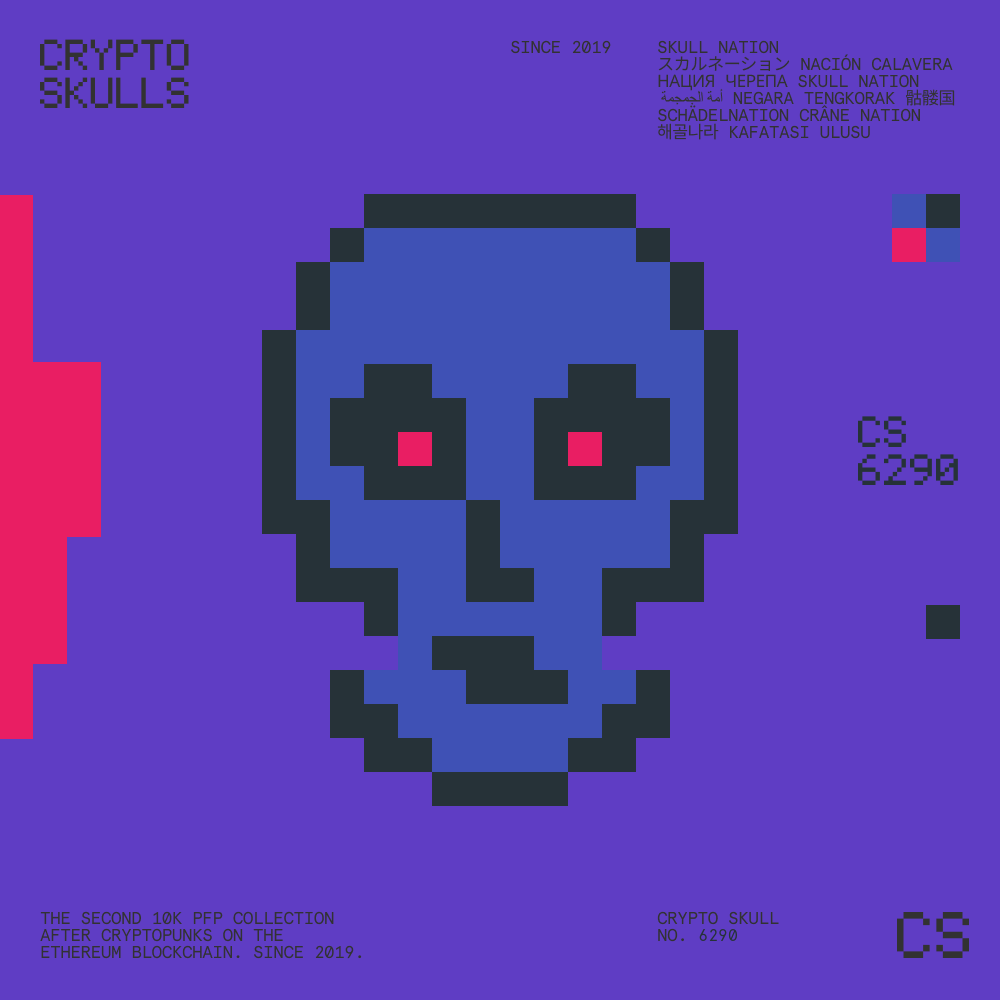 CRYPTO
SKULLS
SINCE 2019
SKULL NATION
スカルネーション NACIÓN CALAVERA
НАЦИЯ ЧЕРЕПА SKULL NATION
أمة الجمجمة NEGARA TENGKORAK 骷髅国
SCHÄDELNATION CRÂNE NATION
해골나라 KAFATASI ULUSU
CS
6290
THE SECOND 10K PFP COLLECTION
AFTER CRYPTOPUNKS ON THE
ETHEREUM BLOCKCHAIN. SINCE 2019.
CRYPTO SKULL
NO. 6290
CS